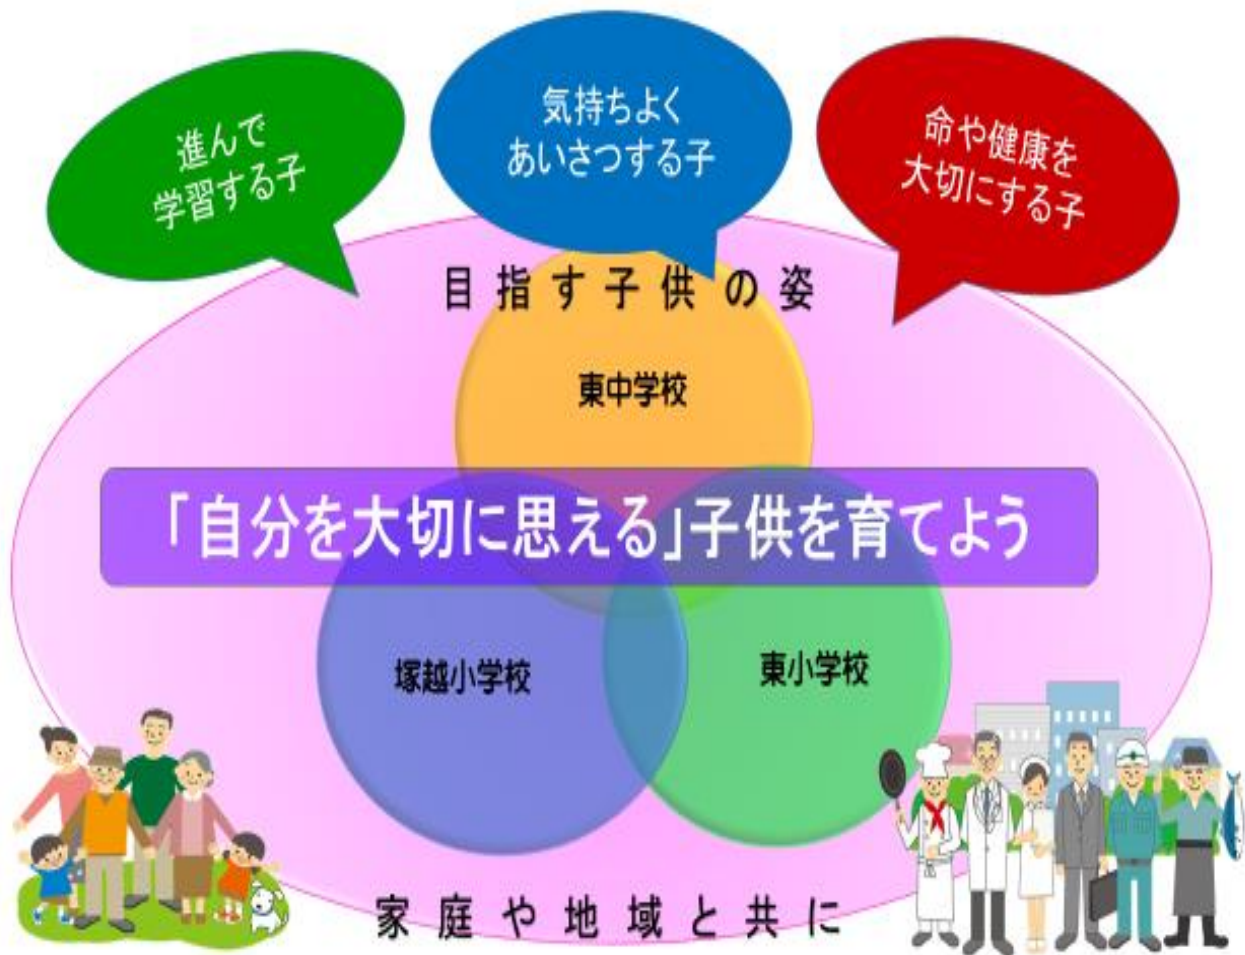 進んで
学習する子
気持ちよく
あいさつする子
命や健康を
大切にする子
目指す子供の姿
東中学校
「自分を大切に思える」子供を育てよう
塚越小学校
東小学校
家庭や地域と共に